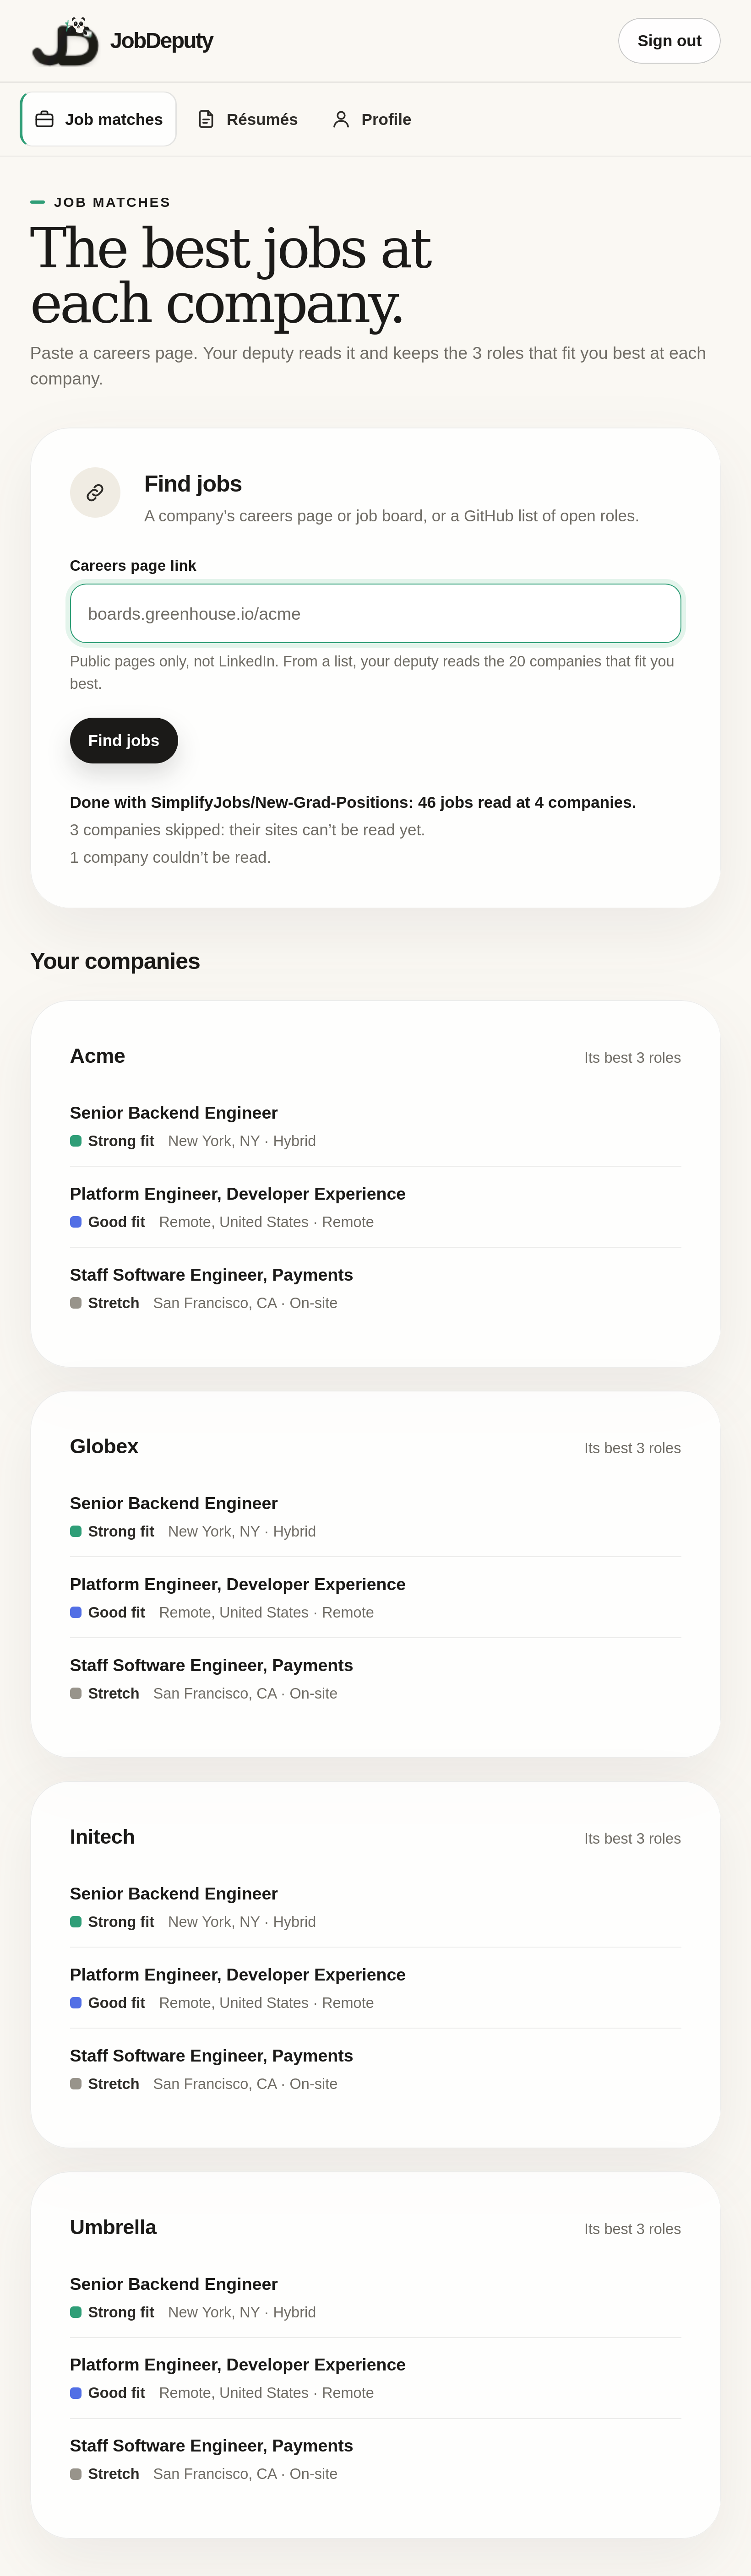 JD
JobDeputy
Sign out
Job matches
Résumés
Profile
JOB MATCHES
The best jobs at
each company.
Paste a careers page. Your deputy reads it and keeps the 3 roles that fit you best at each
company.
Find jobs
A company’s careers page or job board, or a GitHub list of open roles.
Careers page link
boards.greenhouse.io/acme
Public pages only, not LinkedIn. From a list, your deputy reads the 20 companies that fit you
best.
Find jobs
Done with SimplifyJobs/New-Grad-Positions: 46 jobs read at 4 companies.
3 companies skipped: their sites can’t be read yet.
1 company couldn’t be read.
Your companies
Acme
Its best 3 roles
Senior Backend Engineer
Strong fit New York, NY · Hybrid
Platform Engineer, Developer Experience
Good fit Remote, United States · Remote
Staff Software Engineer, Payments
Stretch San Francisco, CA · On-site
Globex
Its best 3 roles
Senior Backend Engineer
Strong fit New York, NY · Hybrid
Platform Engineer, Developer Experience
Good fit Remote, United States · Remote
Staff Software Engineer, Payments
Stretch San Francisco, CA · On-site
Initech
Its best 3 roles
Senior Backend Engineer
Strong fit New York, NY · Hybrid
Platform Engineer, Developer Experience
Good fit Remote, United States · Remote
Staff Software Engineer, Payments
Stretch San Francisco, CA · On-site
Umbrella
Its best 3 roles
Senior Backend Engineer
Strong fit New York, NY · Hybrid
Platform Engineer, Developer Experience
Good fit Remote, United States · Remote
Staff Software Engineer, Payments
Stretch San Francisco, CA · On-site